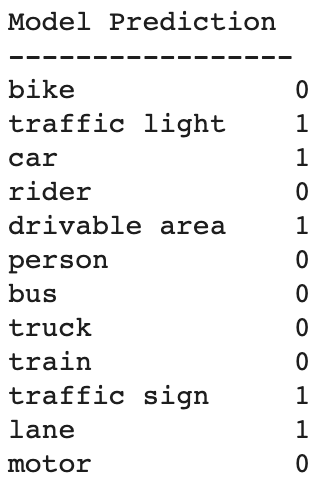 Model Prediction
-----------------
bike 0
traffic light 1
car 1
rider 0
drivable area 1
person 0
bus 0
truck 0
train 0
traffic sign 1
lane 1
motor 0